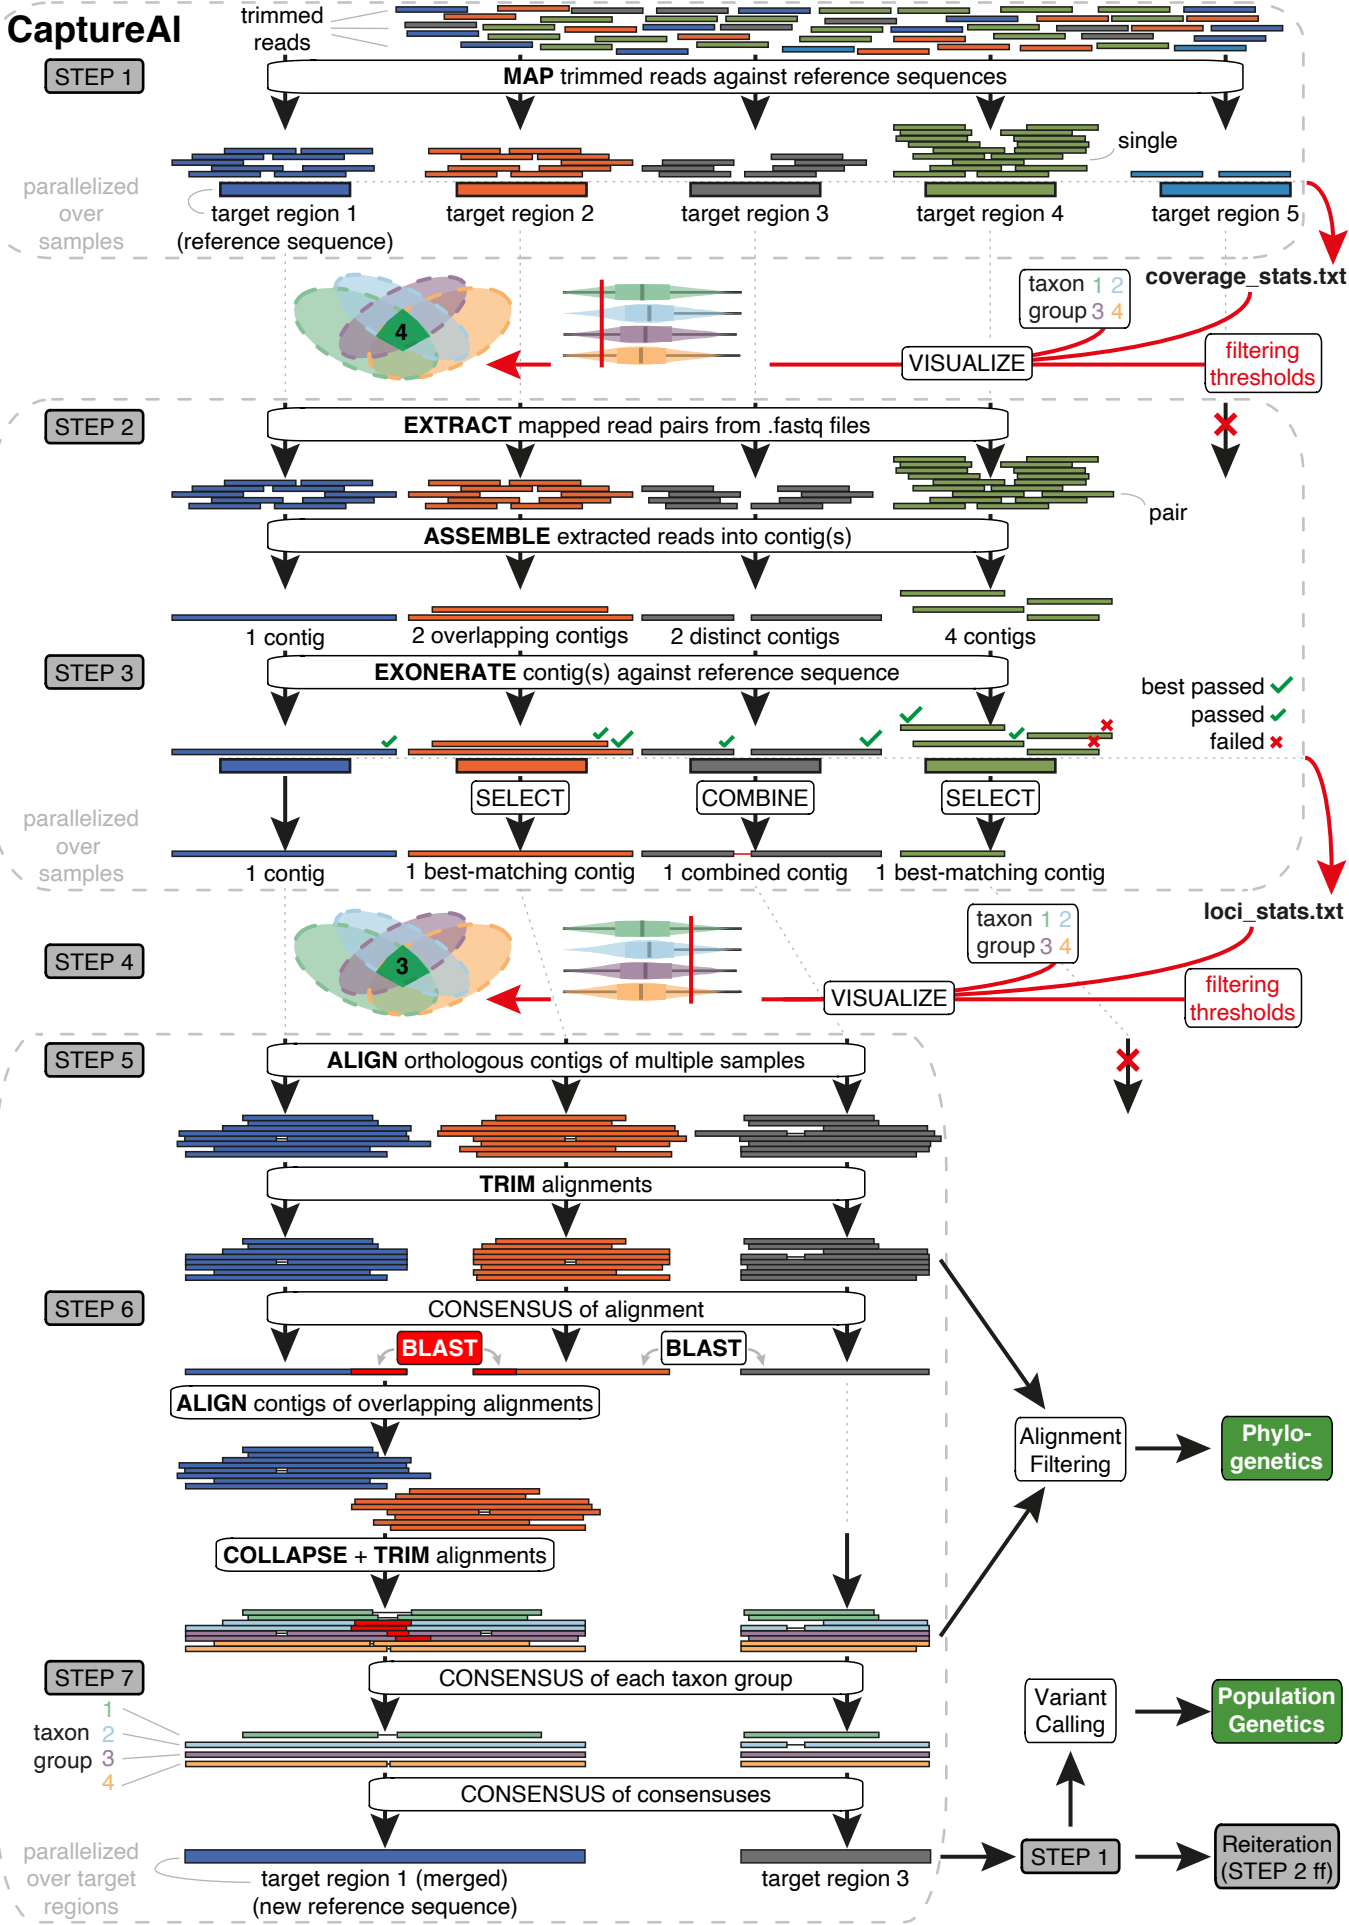 CaptureAl
trimmed
reads
STEP 1
MAP trimmed reads against reference sequences
single
parallelized
over
samples
target region 1
(reference sequence)
target region 2
target region 3
target region 4
target region 5
coverage_stats.txt
taxon 1 2
group 3 4
4
VISUALIZE
filtering
thresholds
STEP 2
EXTRACT mapped read pairs from .fastq files
pair
ASSEMBLE extracted reads into contig(s)
1 contig
2 overlapping contigs
2 distinct contigs
4 contigs
STEP 3
EXONERATE contig(s) against reference sequence
best passed
passed
failed
SELECT
COMBINE
SELECT
parallelized
over
samples
1 contig
1 best-matching contig
1 combined contig
1 best-matching contig
loci_stats.txt
taxon 1 2
group 3 4
STEP 4
3
VISUALIZE
filtering
thresholds
STEP 5
ALIGN orthologous contigs of multiple samples
TRIM alignments
STEP 6
CONSENSUS of alignment
BLAST
BLAST
ALIGN contigs of overlapping alignments
Alignment
Filtering
Phylo-
genetics
COLLAPSE + TRIM alignments
STEP 7
CONSENSUS of each taxon group
1
taxon 2
group 3
4
Variant
Calling
Population
Genetics
CONSENSUS of consensuses
parallelized
over target
regions
target region 1 (merged)
(new reference sequence)
target region 3
STEP 1
Reiteration
(STEP 2 ff)